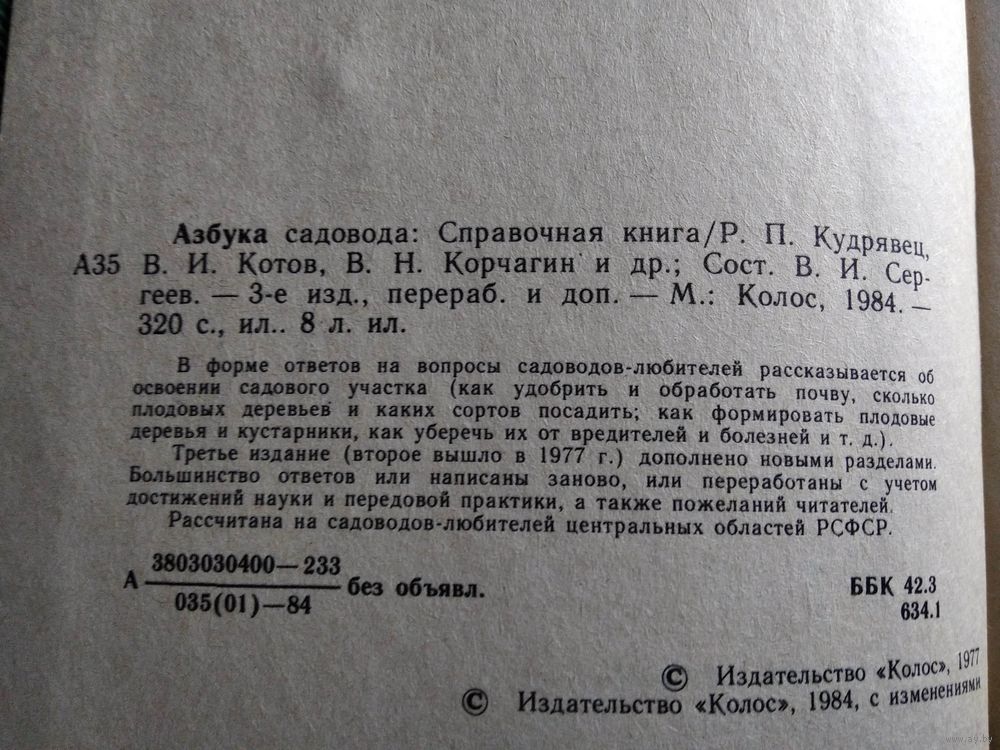 Азбука садовода: Справочная книга/Р. П. Кудрявец,
А35 В. И. Котов, В. Н. Корчагин и др.; Сост. В. И. Сер-
геев. — 3-е изд., перераб. и доп. — М.: Колос, 1984. —
320 с., ил.. 8 л. ил.
В форме ответов на вопросы садоводов-любителей рассказывается об
освоении садового участка (как удобрить и обработать почву, сколько
плодовых деревьев и каких сортов посадить; как формировать плодовые
деревья и кустарники, как уберечь их от вредителей и болезней и т. д.).
Третье издание (второе вышло в 1977 г.) дополнено новыми разделами.
Большинство ответов или написаны заново, или переработаны с учетом
достижений науки и передовой практики, а также пожеланий читателей.
Рассчитана на садоводов-любителей центральных областей РСФСР.
А 3803030400—233
035(01)—84 без объявл.
ББК 42.3
634.1
© Издательство «Колос», 1977
© Издательство «Колос», 1984, с изменениями
www.ay.by